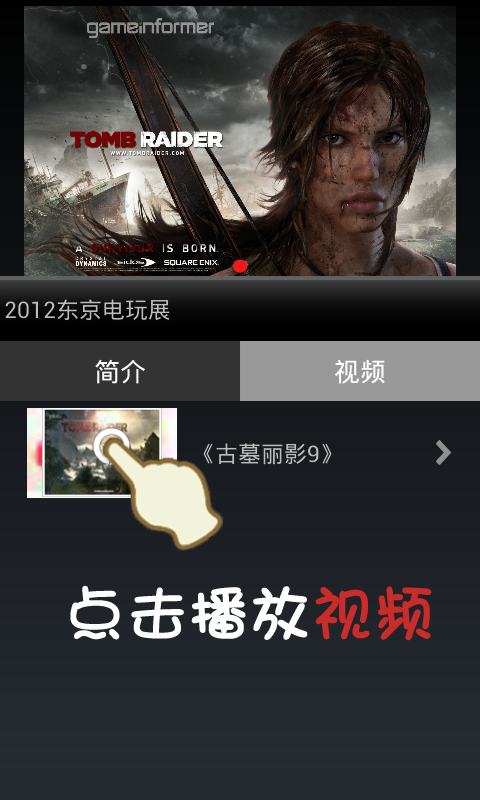 gameinformer
TOMB RAIDER
WWW.TOMBRAIDER.COM
A SURVIVOR IS BORN.
CRYSTAL DYNAMICS eidos SQUARE ENIX.
2012东京电玩展
简介 视频
TOMB RAIDER
《古墓丽影9》
点击播放视频